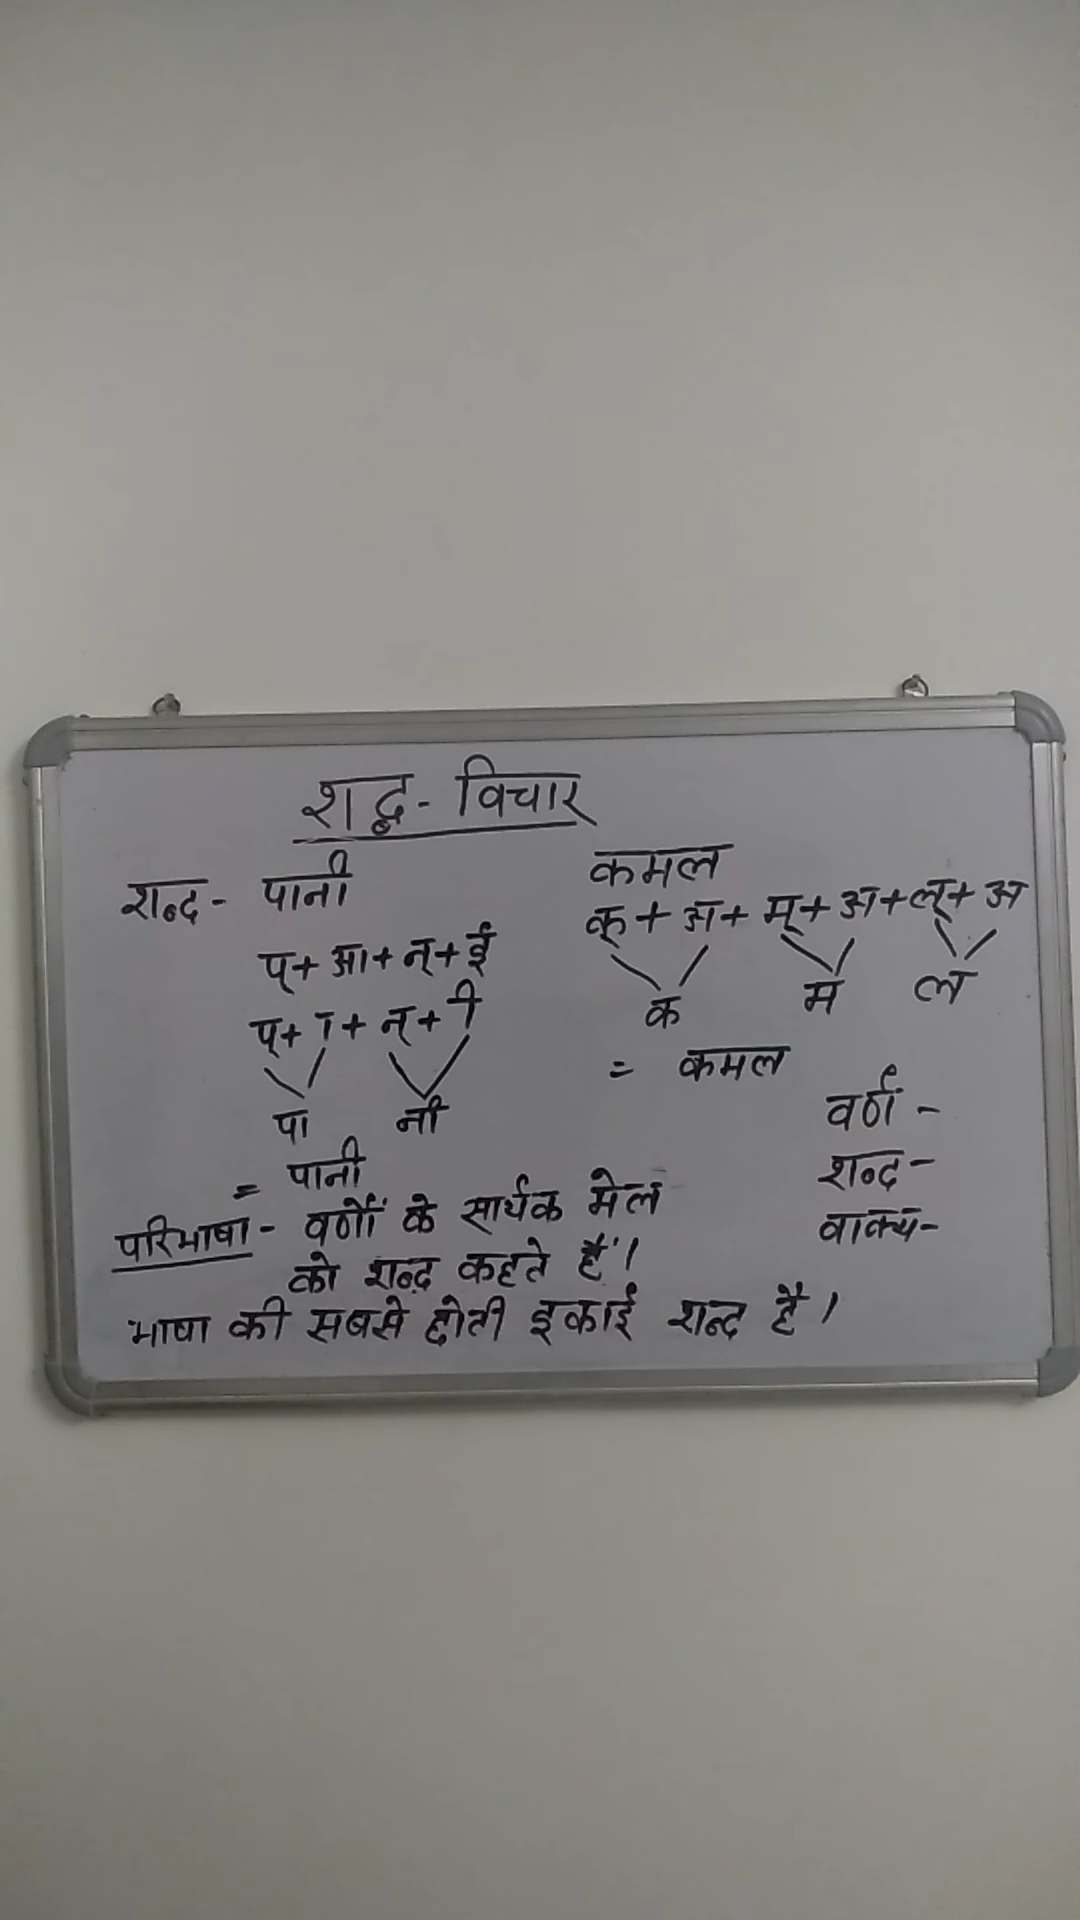 शब्द - विचार
शब्द - पानी
प् + आ + न् + ई
प् + ा + न् + ी
पा नी
= पानी
कमल
क् + अ + म् + अ + ल् + अ
क म ल
= कमल
वर्ण -
शब्द -
वाक्य -
परिभाषा - वर्णों के सार्थक मेल
को शब्द कहते हैं।
भाषा की सबसे छोटी इकाई शब्द है।